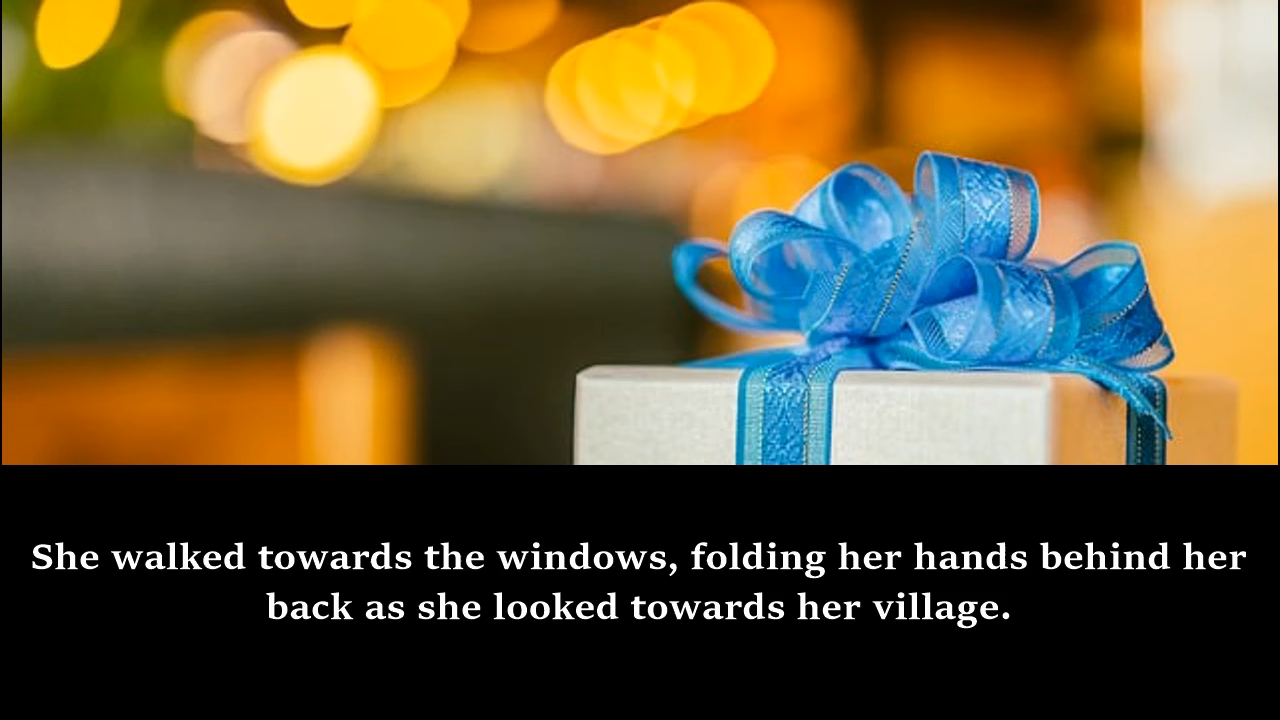 She walked towards the windows, folding her hands behind her
back as she looked towards her village.